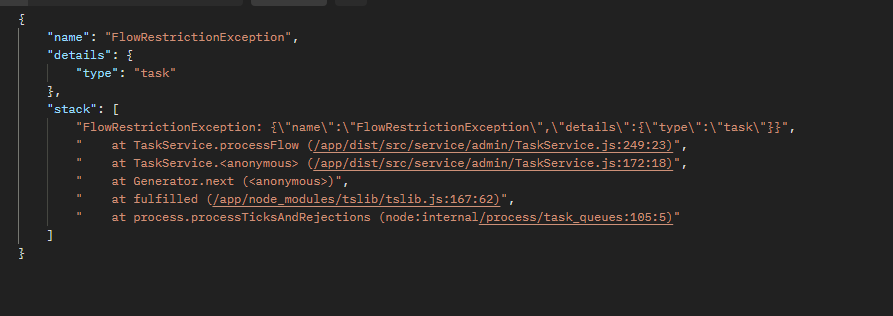 {
"name": "FlowRestrictionException",
"details": {
"type": "task"
},
"stack": [
"FlowRestrictionException: {\"name\":\"FlowRestrictionException\",\"details\":{\"type\":\"task\"}}",
"    at TaskService.processFlow (/app/dist/src/service/admin/TaskService.js:249:23)",
"    at TaskService.<anonymous> (/app/dist/src/service/admin/TaskService.js:172:18)",
"    at Generator.next (<anonymous>)",
"    at fulfilled (/app/node_modules/tslib/tslib.js:167:62)",
"    at process.processTicksAndRejections (node:internal/process/task_queues:105:5)"
]
}